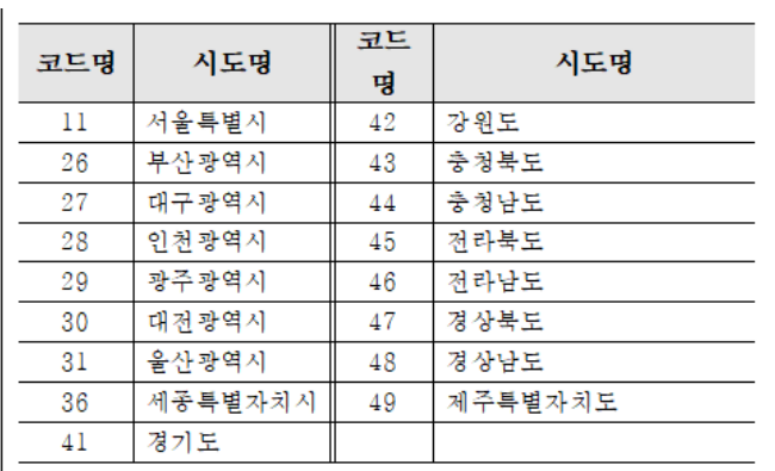 코드명 시도명 코드명 시도명
11 서울특별시 42 강원도
26 부산광역시 43 충청북도
27 대구광역시 44 충청남도
28 인천광역시 45 전라북도
29 광주광역시 46 전라남도
30 대전광역시 47 경상북도
31 울산광역시 48 경상남도
36 세종특별자치시 49 제주특별자치도
41 경기도